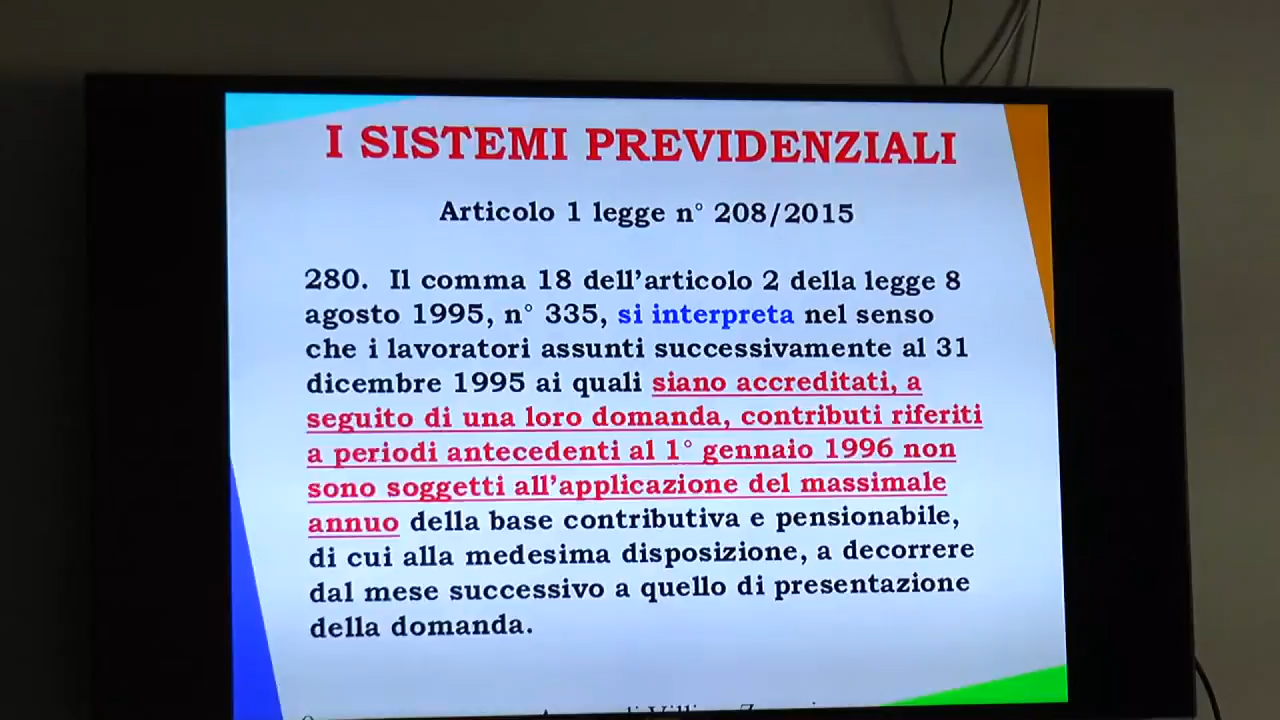 I SISTEMI PREVIDENZIALI
Articolo 1 legge n° 208/2015
280. Il comma 18 dell’articolo 2 della legge 8
agosto 1995, n° 335, si interpreta nel senso
che i lavoratori assunti successivamente al 31
dicembre 1995 ai quali siano accreditati, a
seguito di una loro domanda, contributi riferiti
a periodi antecedenti al 1° gennaio 1996 non
sono soggetti all’applicazione del massimale
annuo della base contributiva e pensionabile,
di cui alla medesima disposizione, a decorrere
dal mese successivo a quello di presentazione
della domanda.